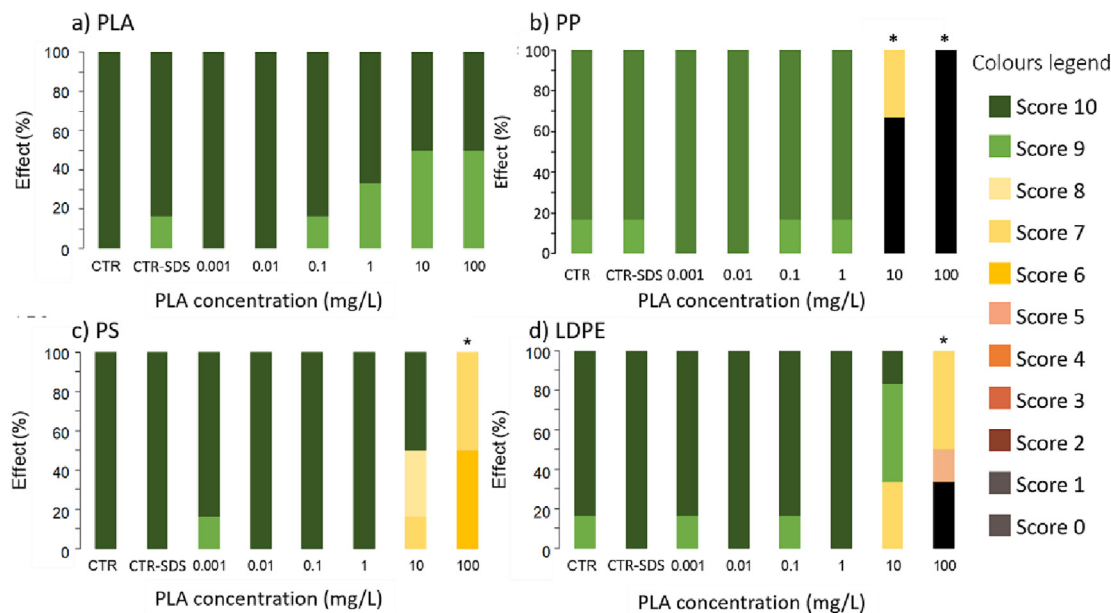 a) PLA
Effect (%)
100
80
60
40
20
0
CTR CTR-SDS 0.001 0.01 0.1 1 10 100
PLA concentration (mg/L)
b) PP
* *
Effect (%)
100
80
60
40
20
0
CTR CTR-SDS 0.001 0.01 0.1 1 10 100
PLA concentration (mg/L)
Colours legend
Score 10
Score 9
Score 8
Score 7
Score 6
Score 5
Score 4
Score 3
Score 2
Score 1
Score 0
c) PS
*
Effect (%)
100
80
60
40
20
0
CTR CTR-SDS 0.001 0.01 0.1 1 10 100
PLA concentration (mg/L)
d) LDPE
*
Effect (%)
100
80
60
40
20
0
CTR CTR-SDS 0.001 0.01 0.1 1 10 100
PLA concentration (mg/L)